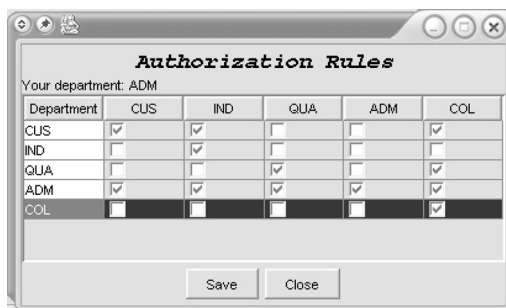 Authorization Rules
Your department: ADM
Department CUS IND QUA ADM COL
CUS
IND
QUA
ADM
COL
Save Close